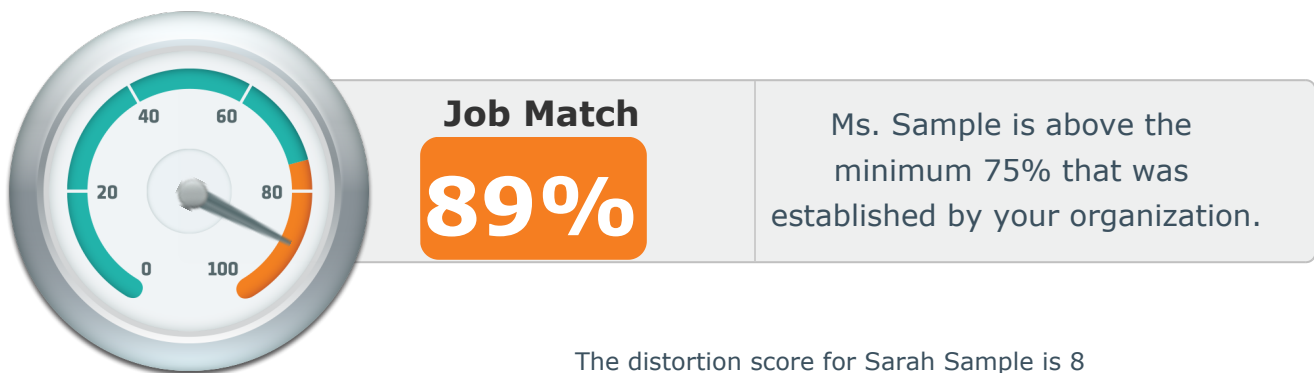 40
60
20
80
0
100
Job Match
89%
Ms. Sample is above the
minimum 75% that was
established by your organization.
The distortion score for Sarah Sample is 8